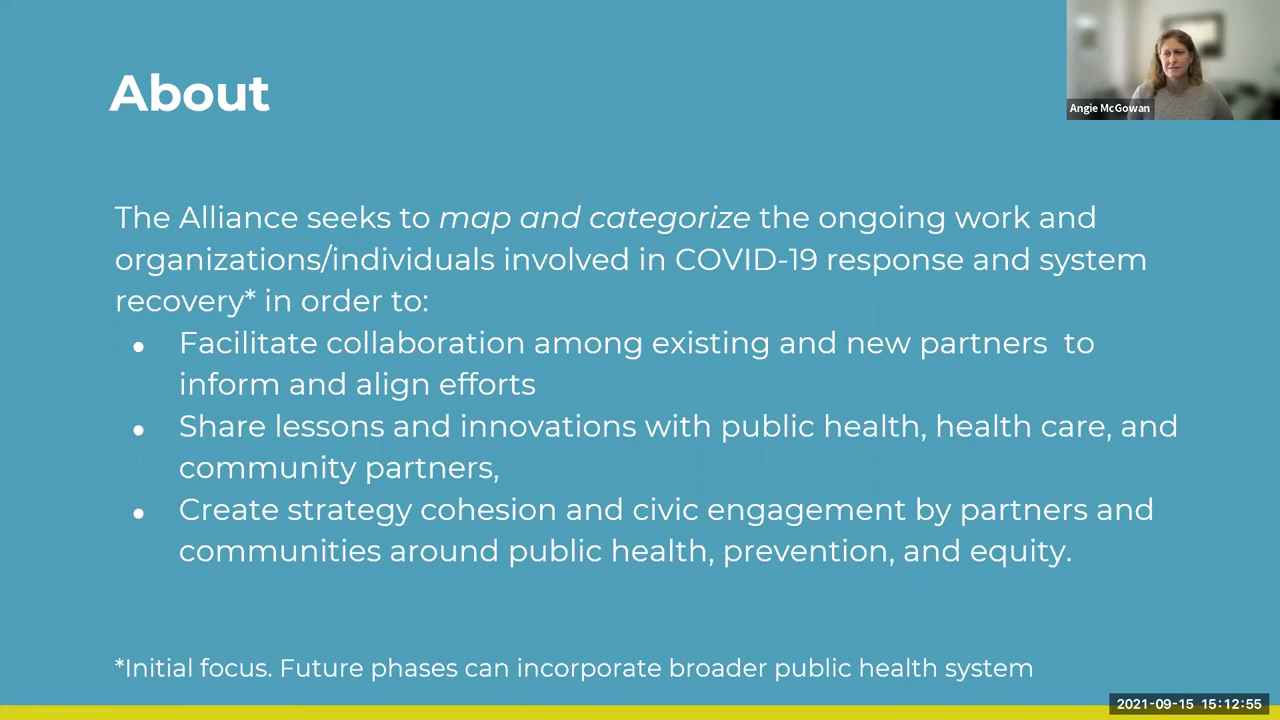 About
Angie McGowan
The Alliance seeks to map and categorize the ongoing work and
organizations/individuals involved in COVID-19 response and system
recovery* in order to:
● Facilitate collaboration among existing and new partners  to
inform and align efforts
● Share lessons and innovations with public health, health care, and
community partners,
● Create strategy cohesion and civic engagement by partners and
communities around public health, prevention, and equity.
*Initial focus. Future phases can incorporate broader public health system
2021-09-15 15:12:55